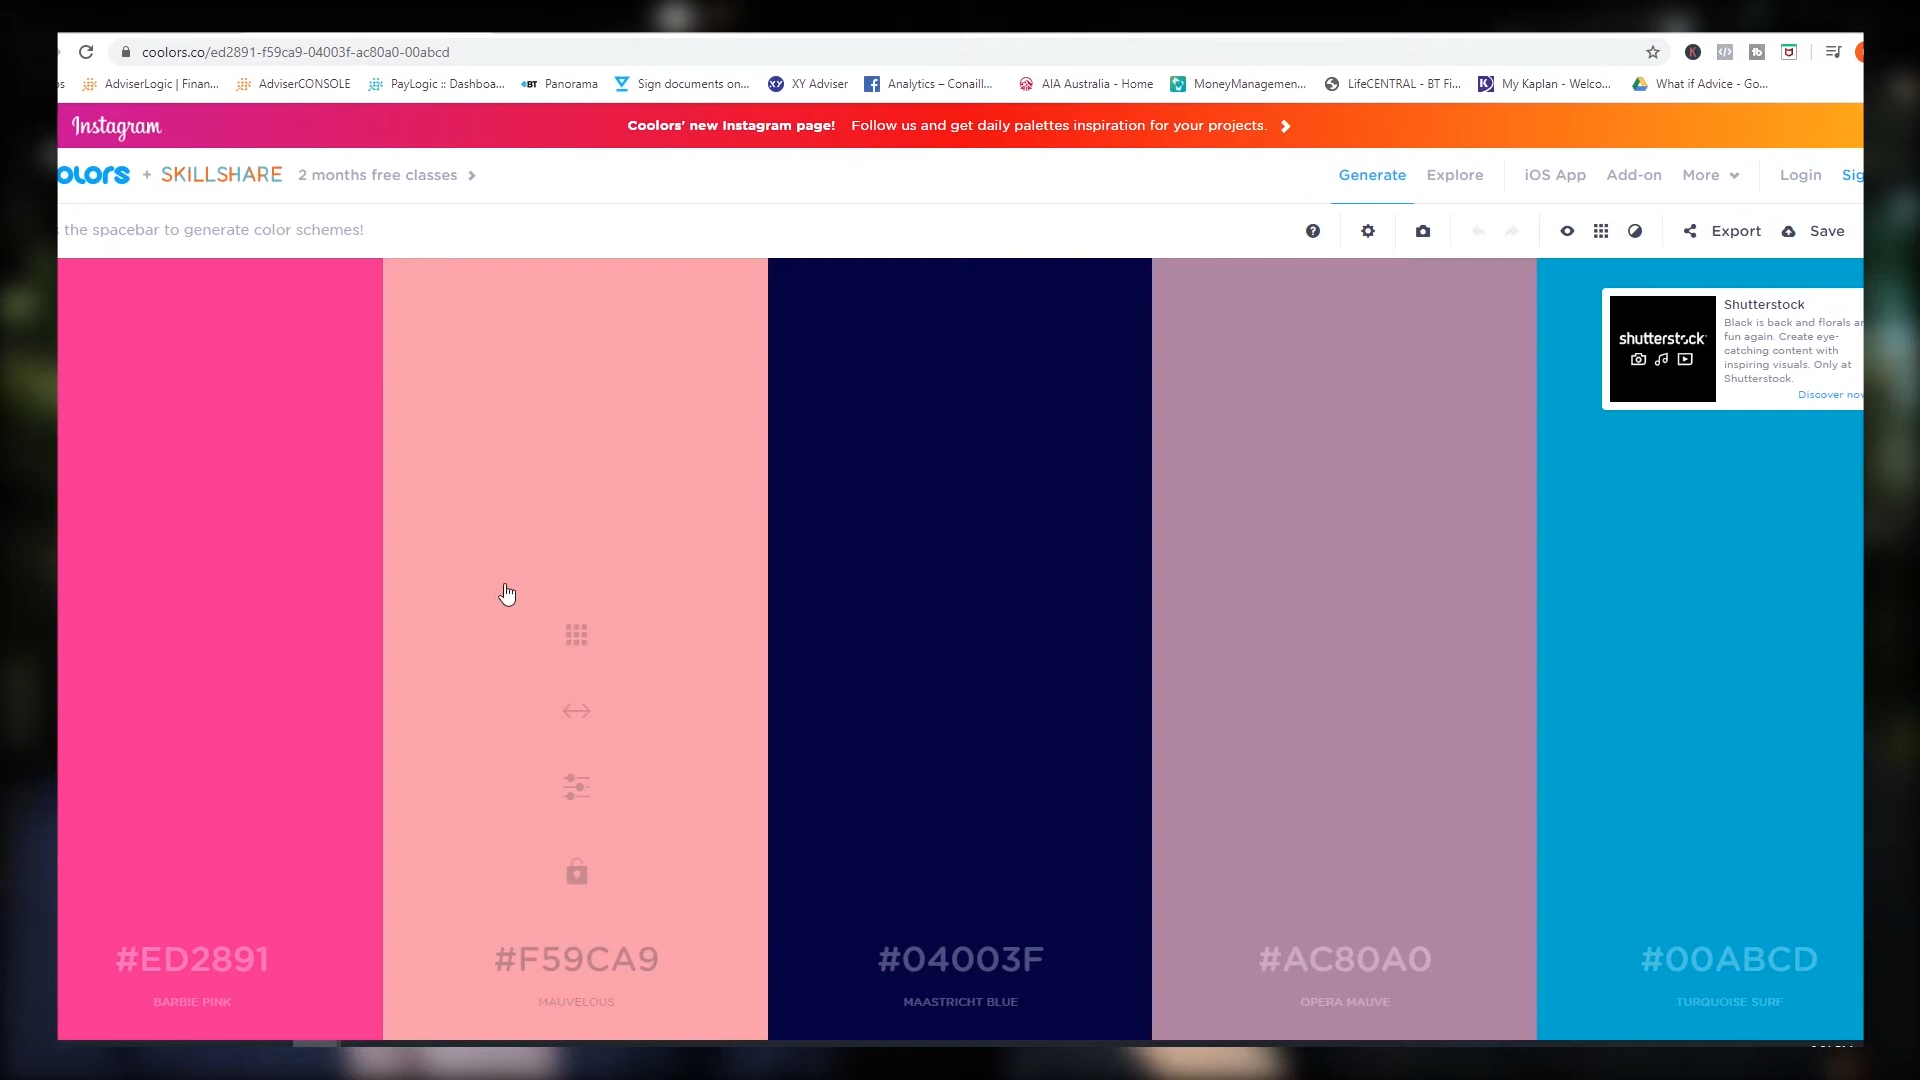 coolors.co/ed2891-f59ca9-04003f-ac80a0-00abcd
AdviserLogic | Finan... AdviserCONSOLE PayLogic :: Dashboa... BT Panorama Sign documents on... XY XY Adviser Analytics – Conaill... AIA Australia - Home MoneyManagemen... LifeCENTRAL - BT Fi... My Kaplan - Welco... What if Advice - Go...
Instagram Coolors' new Instagram page! Follow us and get daily palettes inspiration for your projects.
olors + SKILLSHARE 2 months free classes Generate Explore iOS App Add-on More Login Sig
the spacebar to generate color schemes! Export Save
Shutterstock
Black is back and florals ar
fun again. Create eye-
catching content with
inspiring visuals. Only at
Shutterstock.
Discover now
shutterstock
#ED2891 #F59CA9 #04003F #AC80A0 #00ABCD
BARBIE PINK MAUVELOUS MAASTRICHT BLUE OPERA MAUVE TURQUOISE SURF